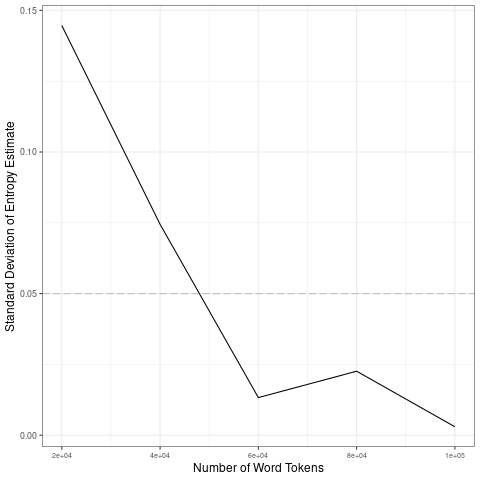 Standard Deviation of Entropy Estimate
0.15
0.10
0.05
0.00
2e+04 4e+04 6e+04 8e+04 1e+05
Number of Word Tokens